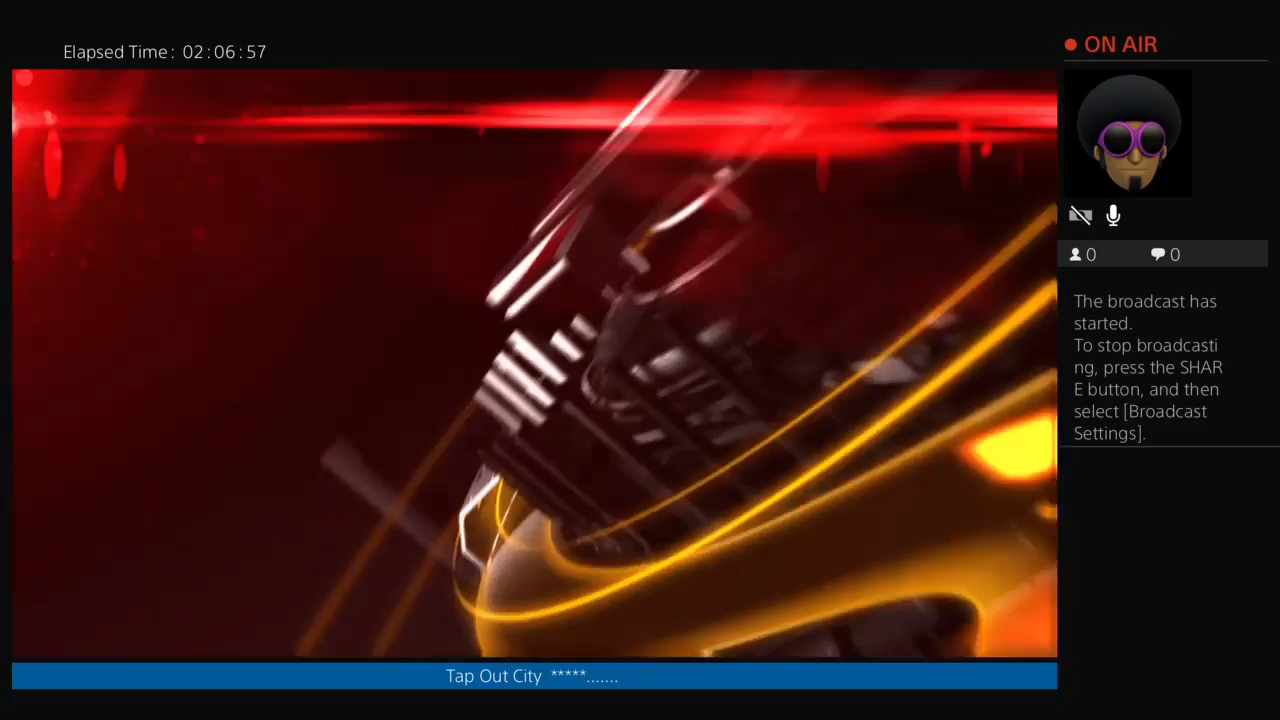 Elapsed Time: 02:06:57
ON AIR
0 0
The broadcast has
started.
To stop broadcasti
ng, press the SHAR
E button, and then
select [Broadcast
Settings].
Tap Out City *****.......